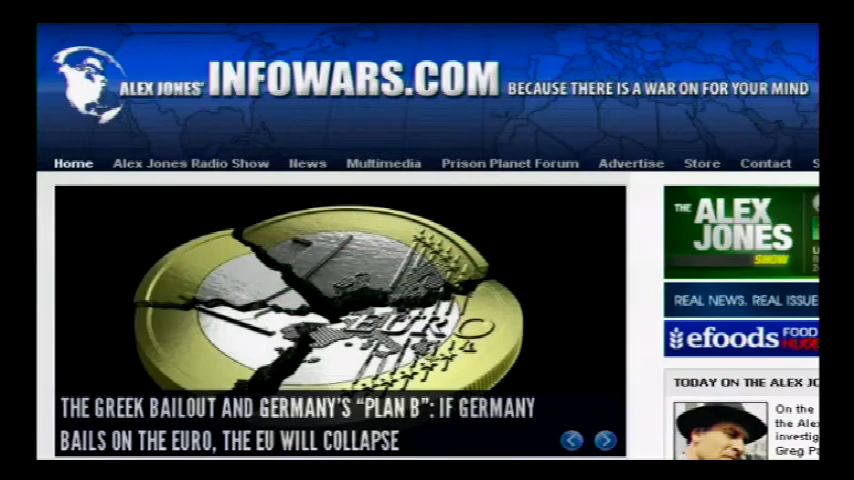 ALEX JONES' INFOWARS.COM BECAUSE THERE IS A WAR ON FOR YOUR MIND
Home Alex Jones Radio Show News Multimedia Prison Planet Forum Advertise Store Contact S
EURO
THE
ALEX
JONES
SHOW
REAL NEWS. REAL ISSUE
efoods FOOD
HUGE
THE GREEK BAILOUT AND GERMANY'S "PLAN B": IF GERMANY
BAILS ON THE EURO, THE EU WILL COLLAPSE
TODAY ON THE ALEX JO
On the
the Alex
investig
Greg Pa